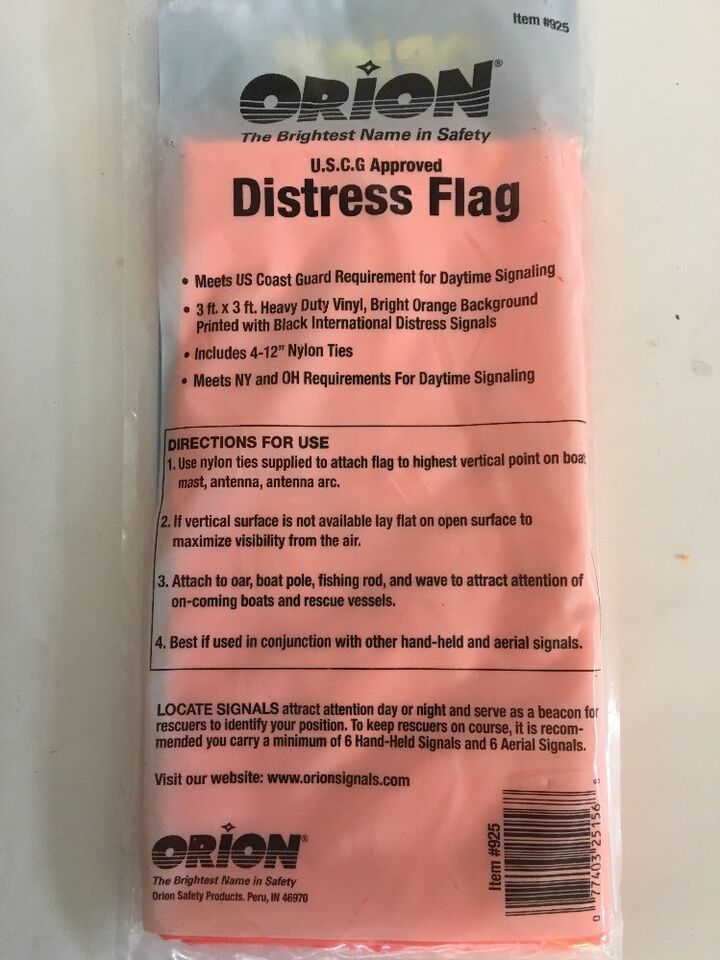 Item #925
ORION®
The Brightest Name in Safety
U.S.C.G Approved
Distress Flag
• Meets US Coast Guard Requirement for Daytime Signaling
• 3 ft. x 3 ft. Heavy Duty Vinyl, Bright Orange Background
Printed with Black International Distress Signals
• Includes 4-12" Nylon Ties
• Meets NY and OH Requirements For Daytime Signaling
DIRECTIONS FOR USE
1. Use nylon ties supplied to attach flag to highest vertical point on boat
mast, antenna, antenna arc.
2. If vertical surface is not available lay flat on open surface to
maximize visibility from the air.
3. Attach to oar, boat pole, fishing rod, and wave to attract attention of
on-coming boats and rescue vessels.
4. Best if used in conjunction with other hand-held and aerial signals.
LOCATE SIGNALS attract attention day or night and serve as a beacon for
rescuers to identify your position. To keep rescuers on course, it is recom-
mended you carry a minimum of 6 Hand-Held Signals and 6 Aerial Signals.
Visit our website: www.orionsignals.com
ORION®
The Brightest Name in Safety
Orion Safety Products. Peru, IN 46970
Item #925
0 77403 25156 8